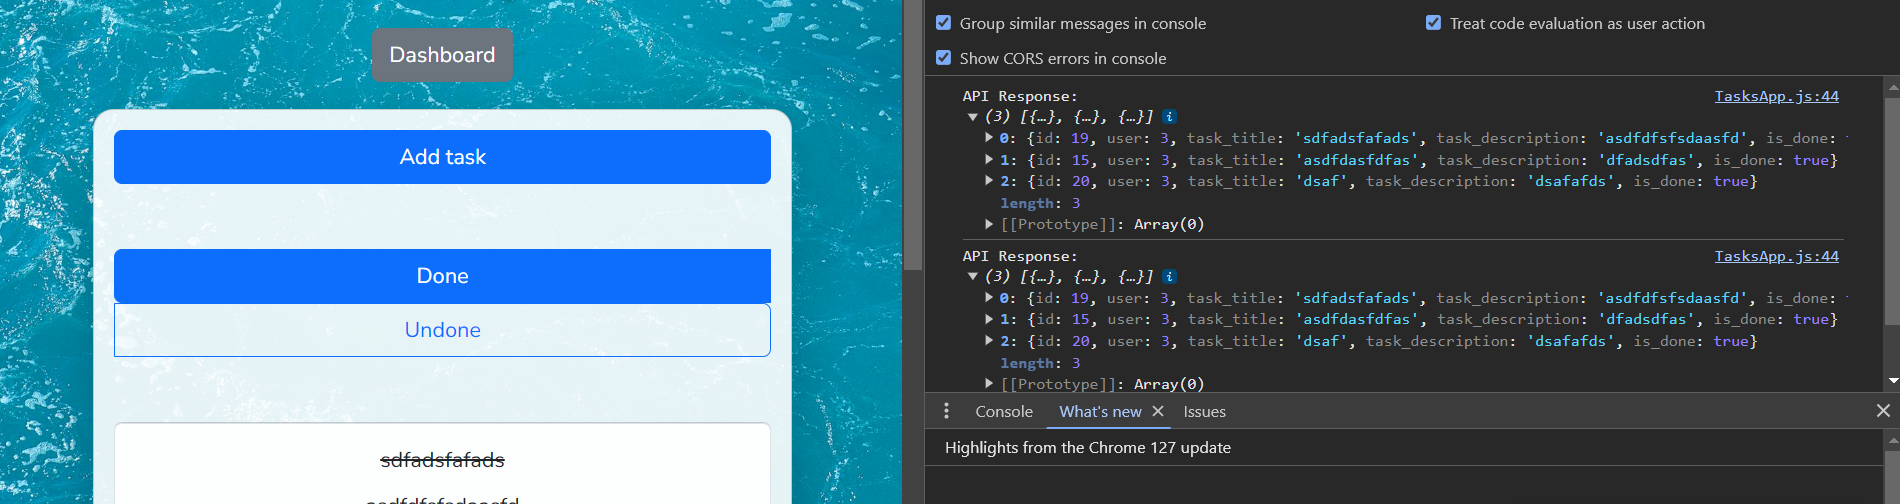 Dashboard
Add task
Done
Undone
sdfadsfafads
asdfdfsfsdaasfd
Group similar messages in console
Treat code evaluation as user action
Show CORS errors in console
API Response: TasksApp.js:44
(3) [{…}, {…}, {…}] i
0: {id: 19, user: 3, task_title: 'sdfadsfafads', task_description: 'asdfdfsfsdaasfd', is_done:
1: {id: 15, user: 3, task_title: 'asdfdasfdfas', task_description: 'dfadsdfas', is_done: true}
2: {id: 20, user: 3, task_title: 'dsaf', task_description: 'dsafafds', is_done: true}
length: 3
[[Prototype]]: Array(0)
API Response: TasksApp.js:44
(3) [{…}, {…}, {…}] i
0: {id: 19, user: 3, task_title: 'sdfadsfafads', task_description: 'asdfdfsfsdaasfd', is_done:
1: {id: 15, user: 3, task_title: 'asdfdasfdfas', task_description: 'dfadsdfas', is_done: true}
2: {id: 20, user: 3, task_title: 'dsaf', task_description: 'dsafafds', is_done: true}
length: 3
[[Prototype]]: Array(0)
Console What's new Issues
Highlights from the Chrome 127 update